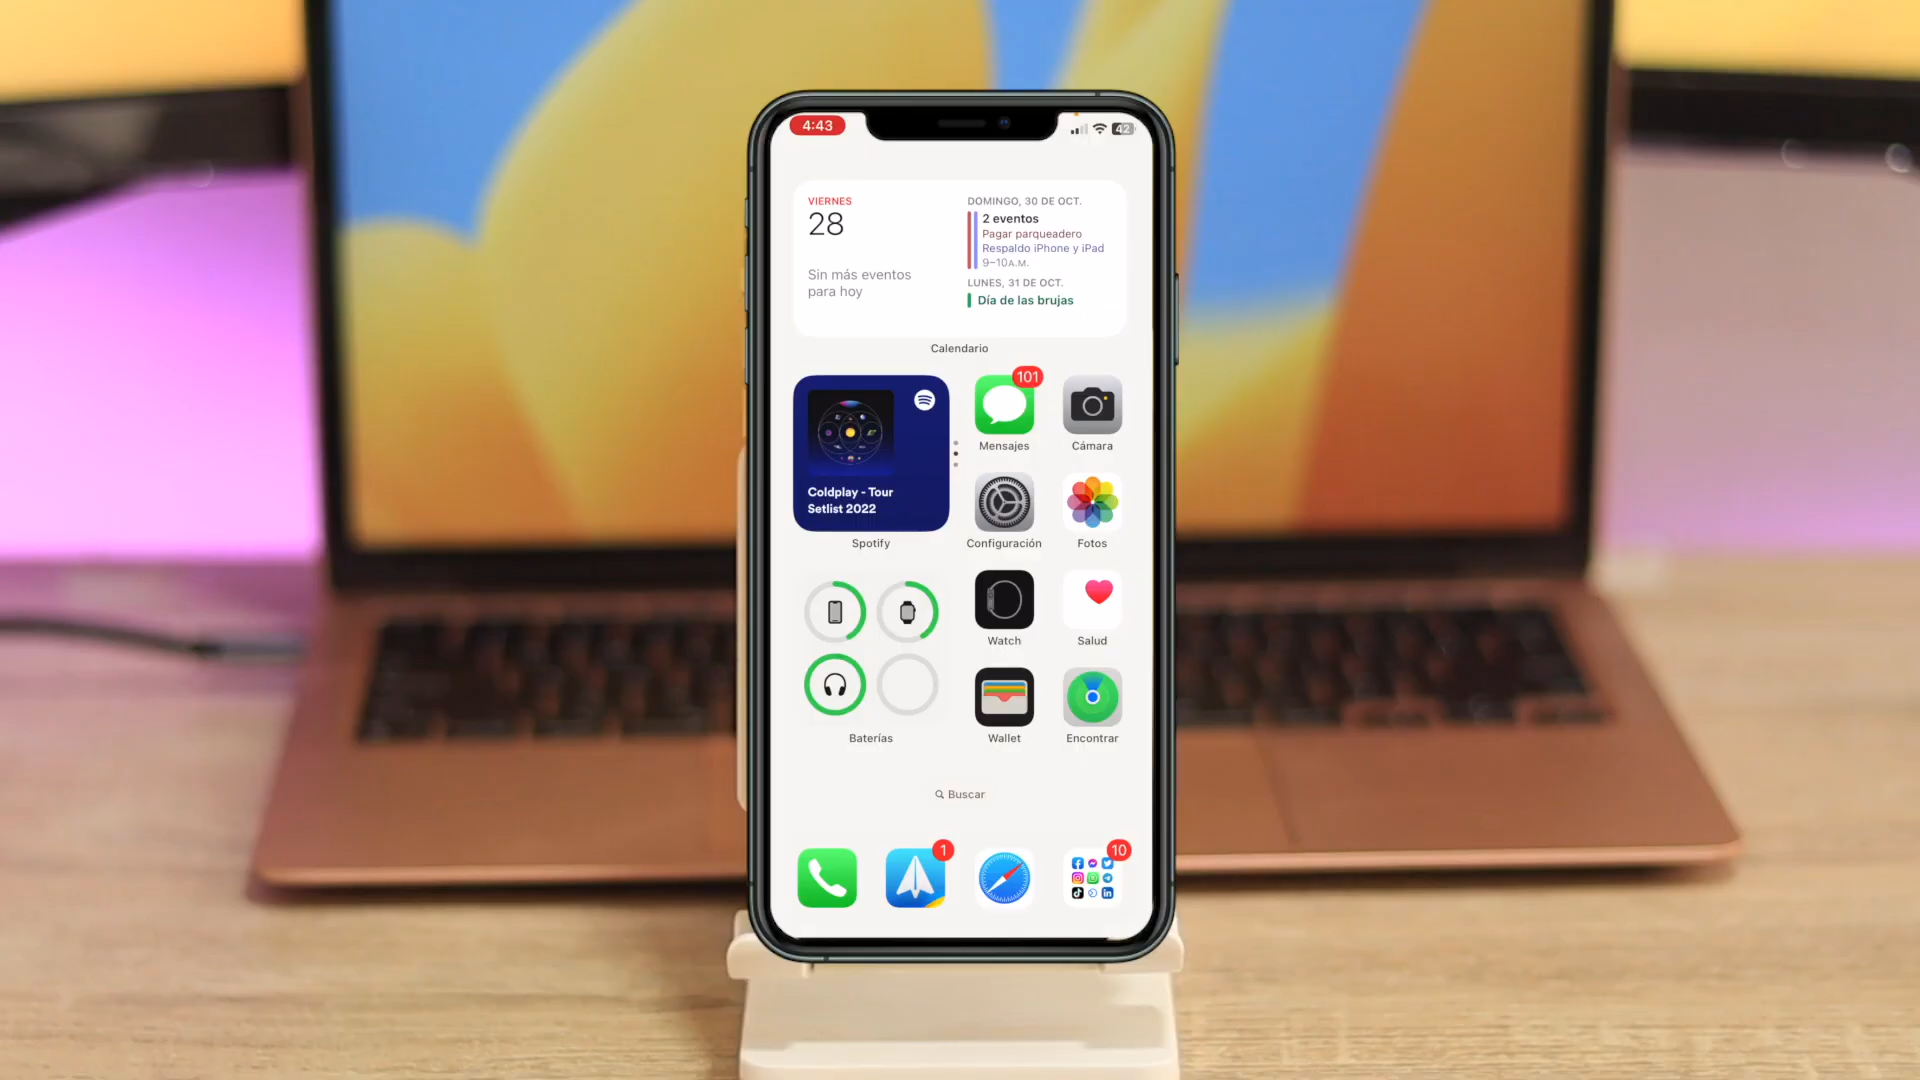 4:43
42
VIERNES
28
Sin más eventos
para hoy
DOMINGO, 30 DE OCT.
2 eventos
Pagar parqueadero
Respaldo iPhone y iPad
9–10A.M.
LUNES, 31 DE OCT.
Día de las brujas
Calendario
Coldplay - Tour
Setlist 2022
Spotify
101
Mensajes
Cámara
Configuración
Fotos
Watch
Salud
Baterías
Wallet
Encontrar
Buscar
1
10